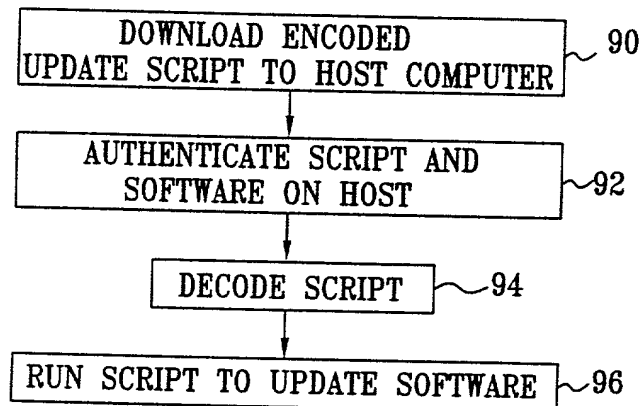 DOWNLOAD ENCODED
UPDATE SCRIPT TO HOST COMPUTER
90
AUTHENTICATE SCRIPT AND
SOFTWARE ON HOST
92
DECODE SCRIPT
94
RUN SCRIPT TO UPDATE SOFTWARE
96